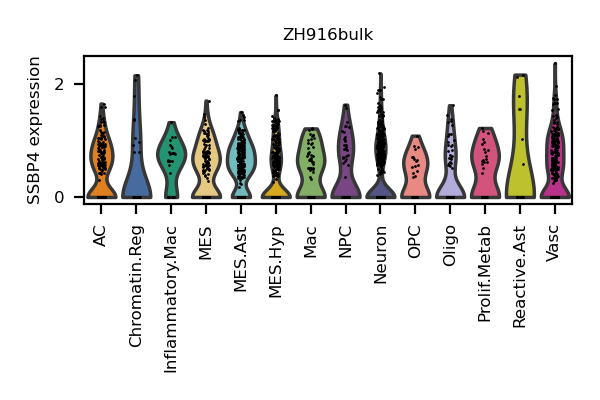 ZH916bulk
SSBP4 expression
2
0
AC
Chromatin.Reg
Inflammatory.Mac
MES
MES.Ast
MES.Hyp
Mac
NPC
Neuron
OPC
Oligo
Prolif.Metab
Reactive.Ast
Vasc